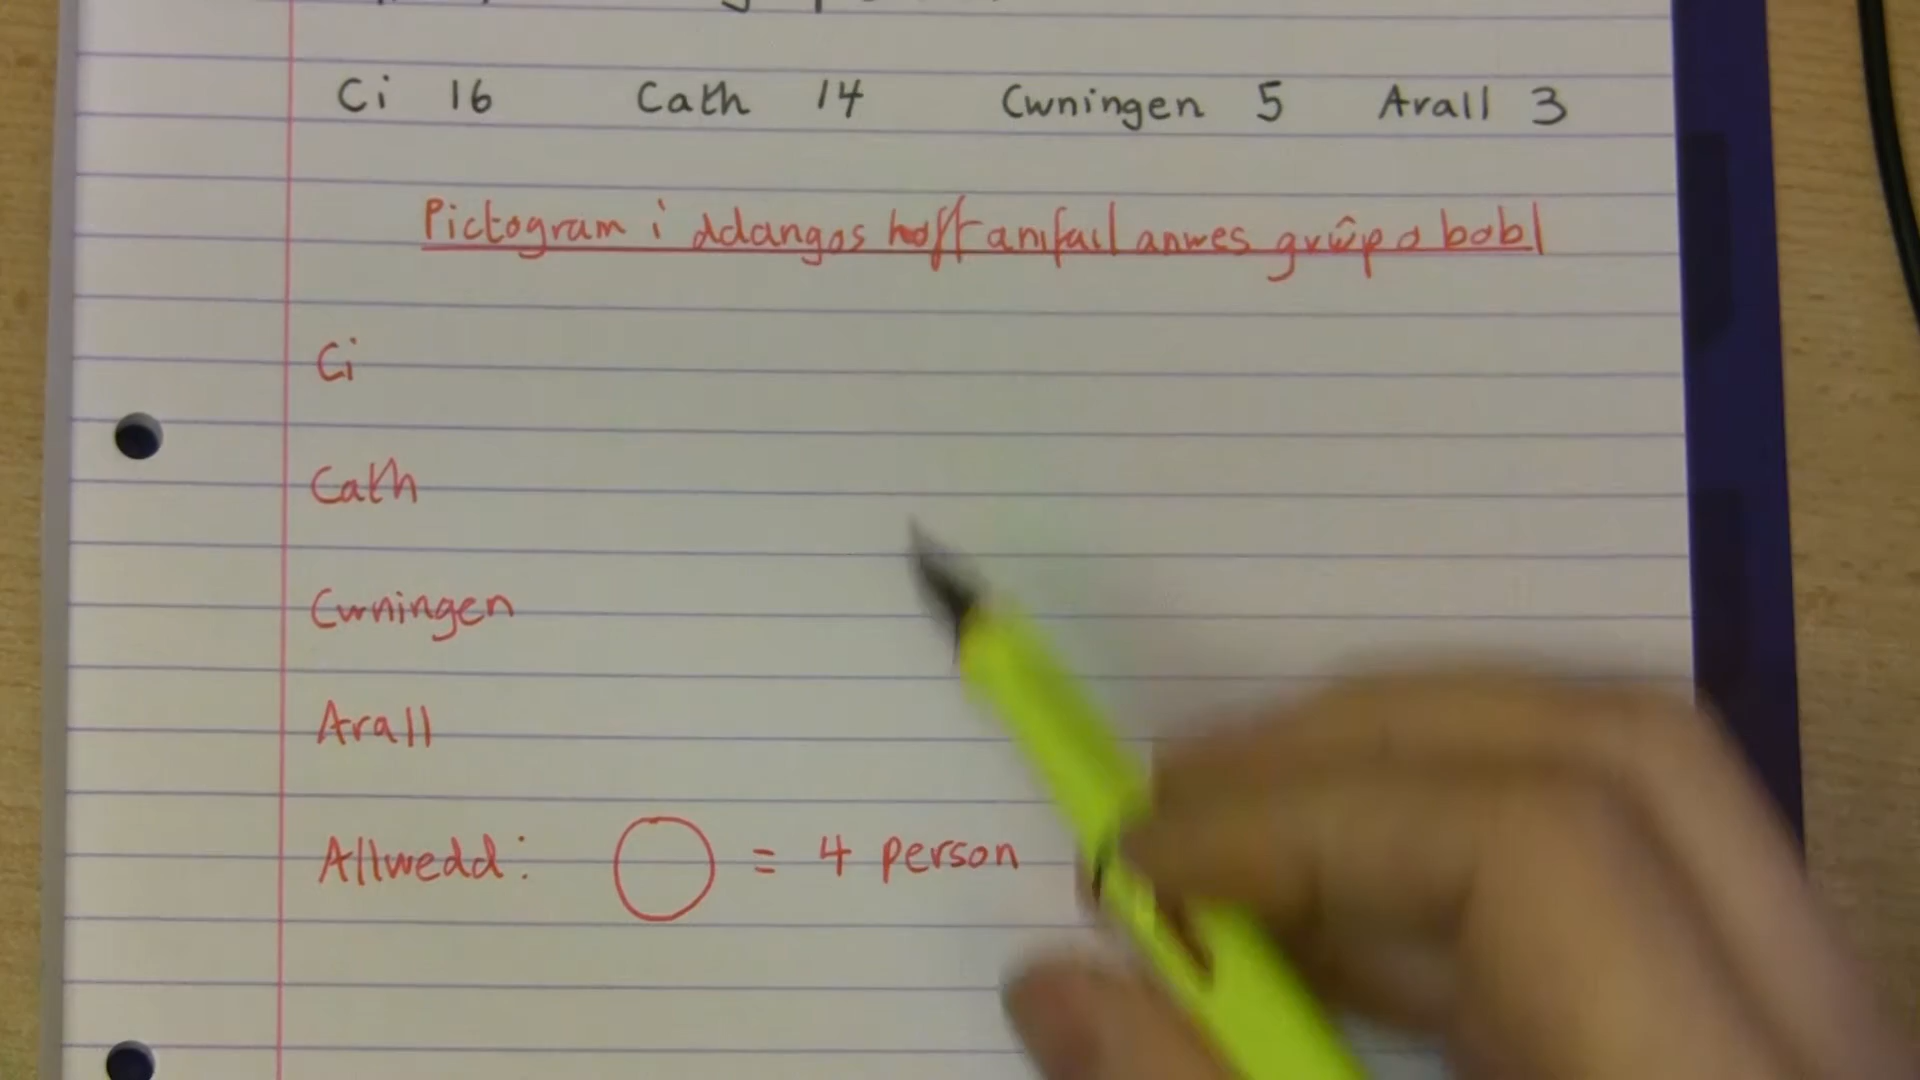 Ci 16 Cath 14 Cwningen 5 Arall 3
Pictogram i ddangos hoff anifail anwes grŵp o bobl
Ci
Cath
Cwningen
Arall
Allwedd: = 4 person